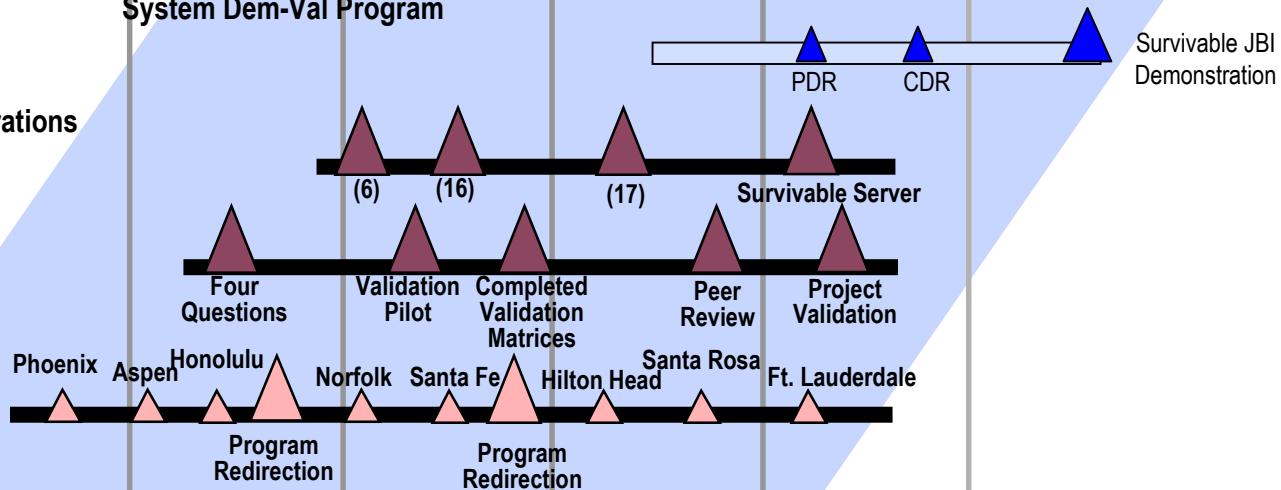 System Dem-Val Program
Survivable JBI
Demonstration
PDR
CDR
rations
(6)
(16)
(17)
Survivable Server
Four
Questions
Validation
Pilot
Completed
Validation
Matrices
Peer
Review
Project
Validation
Phoenix
Aspen
Honolulu
Norfolk
Santa Fe
Hilton Head
Santa Rosa
Ft. Lauderdale
Program
Redirection
Program
Redirection